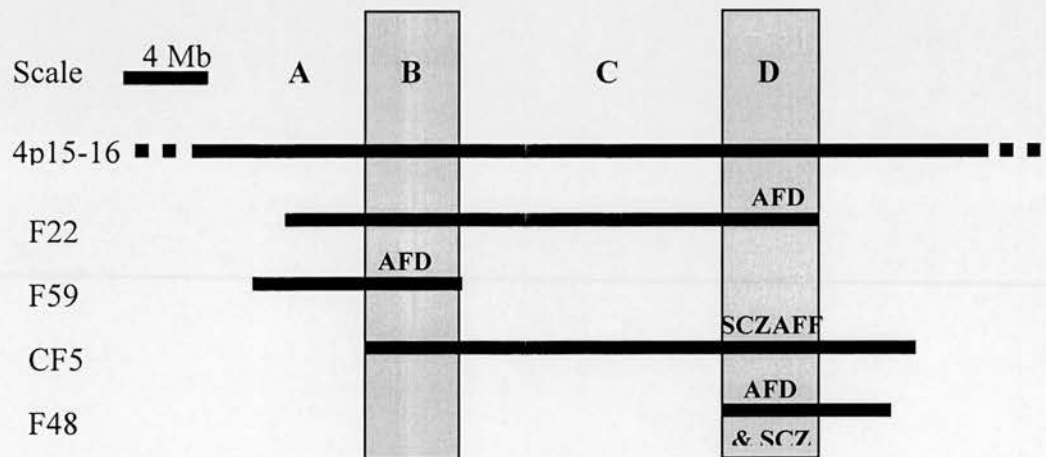 4 Mb
Scale A B C D
4p15-16
AFD
F22
AFD
F59
SCZAFF
CF5
AFD
F48
& SCZ